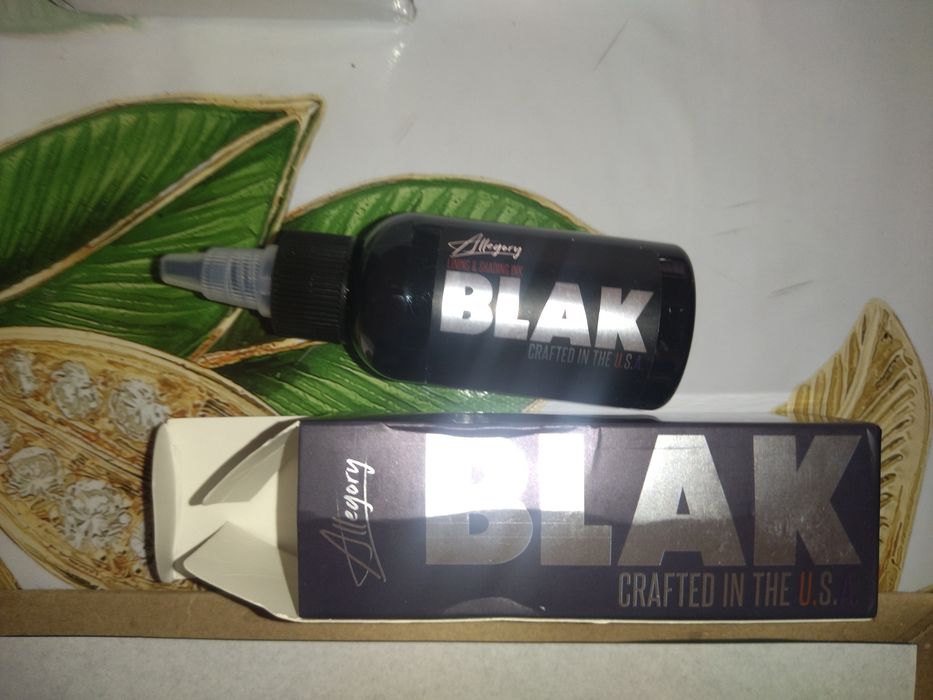 Allegory
LINING & SHADING INK
BLAK
CRAFTED IN THE U.S.A.
Allegory
BLAK
CRAFTED IN THE U.S.A.